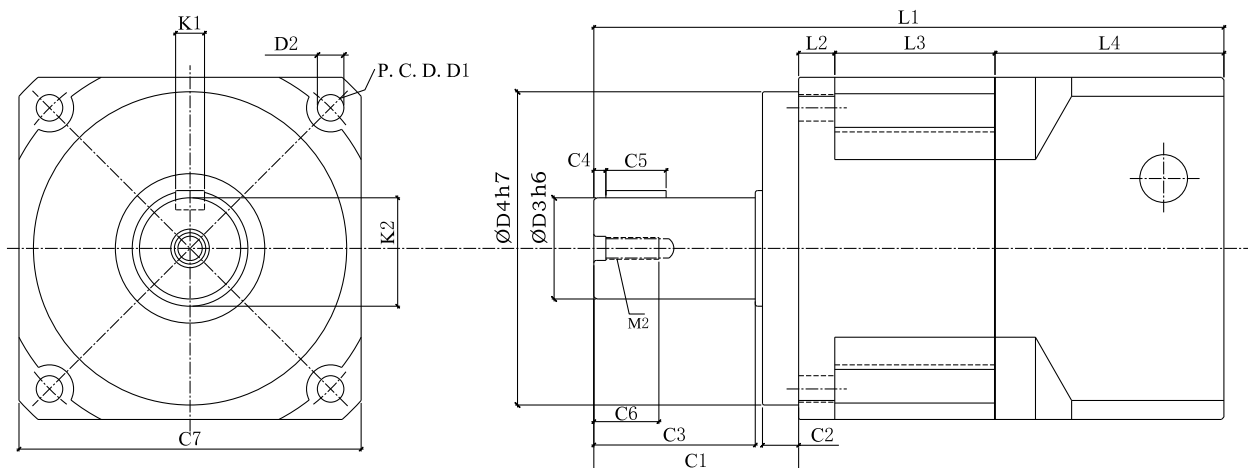 K1
D2
P. C. D. D1
K2
C7
L1
L2
L3
L4
C4
C5
ØD4h7
ØD3h6
M2
C6
C3
C2
C1